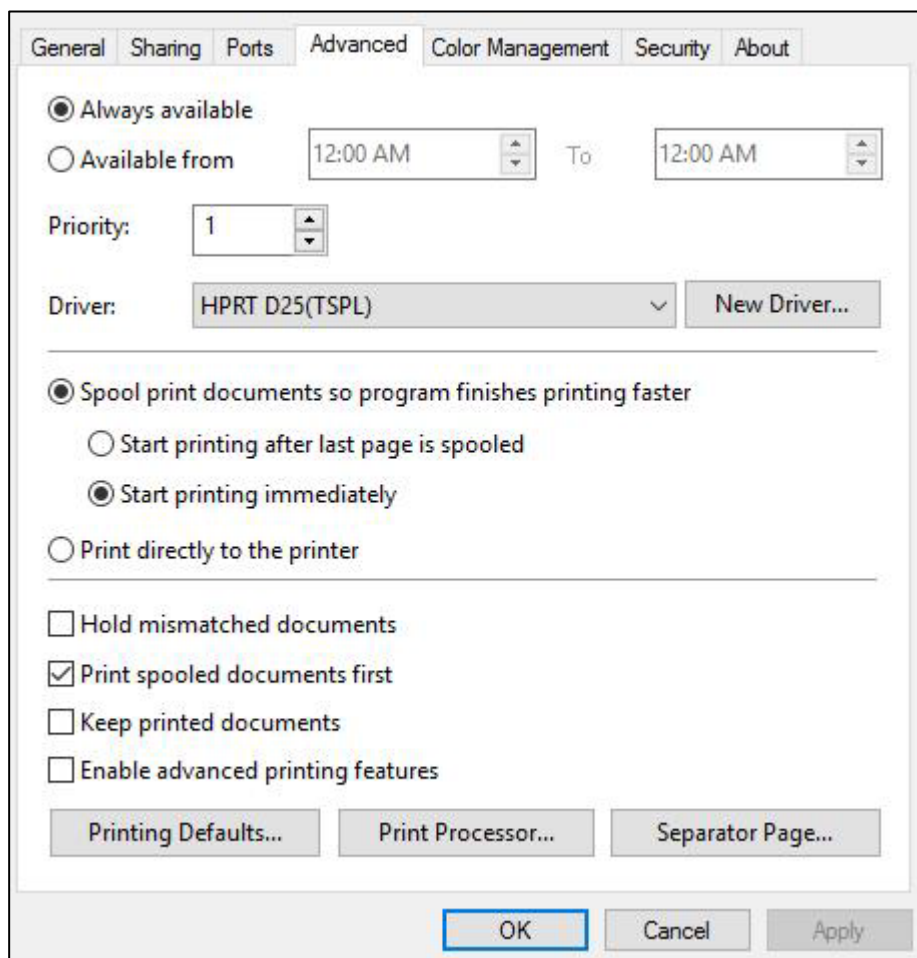 General Sharing Ports Advanced Color Management Security About
Always available
Available from 12:00 AM To 12:00 AM
Priority: 1
Driver: HPRT D25(TSPL) New Driver...
Spool print documents so program finishes printing faster
Start printing after last page is spooled
Start printing immediately
Print directly to the printer
Hold mismatched documents
Print spooled documents first
Keep printed documents
Enable advanced printing features
Printing Defaults... Print Processor... Separator Page...
OK Cancel Apply